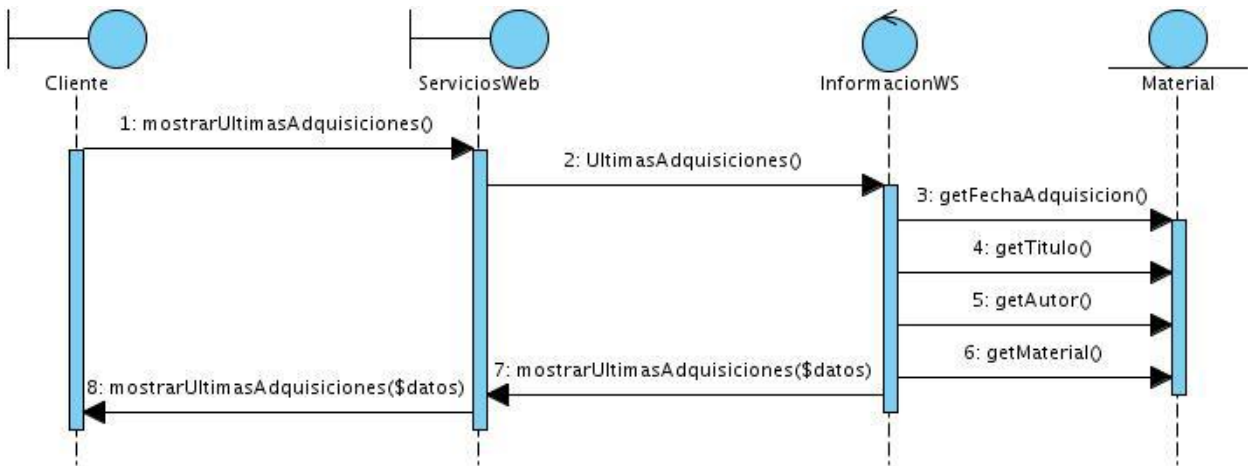 Cliente
ServiciosWeb
InformacionWS
Material
1: mostrarUltimasAdquisiciones()
2: UltimasAdquisiciones()
3: getFechaAdquisicion()
4: getTitulo()
5: getAutor()
6: getMaterial()
7: mostrarUltimasAdquisiciones($datos)
8: mostrarUltimasAdquisiciones($datos)